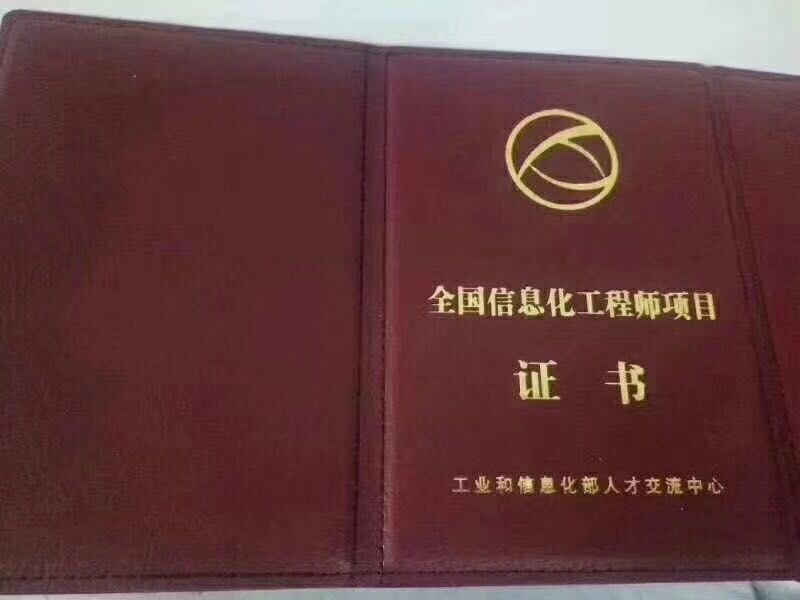 全国信息化工程师项目
证书
工业和信息化部人才交流中心